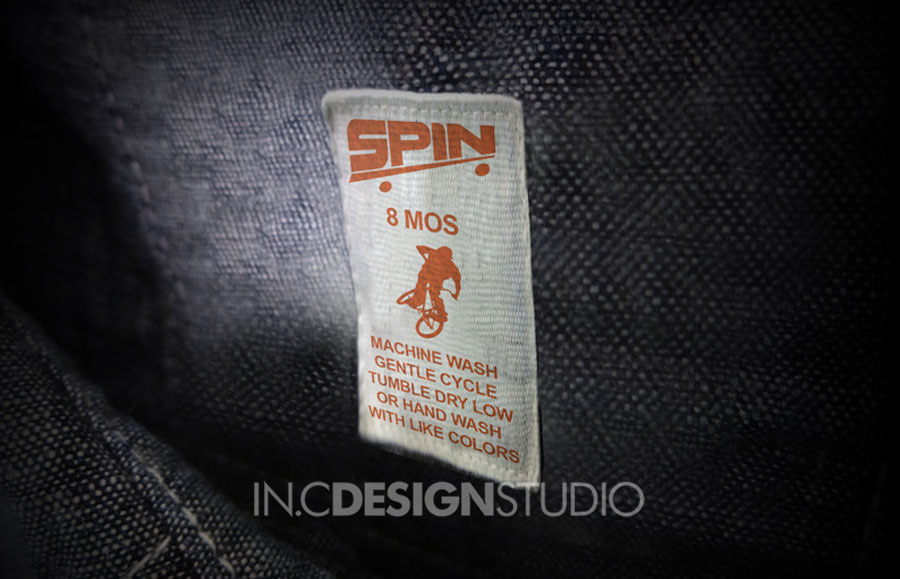 SPIN
8 MOS
MACHINE WASH
GENTLE CYCLE
TUMBLE DRY LOW
OR HAND WASH
WITH LIKE COLORS
IN.CDESIGNSTUDIO